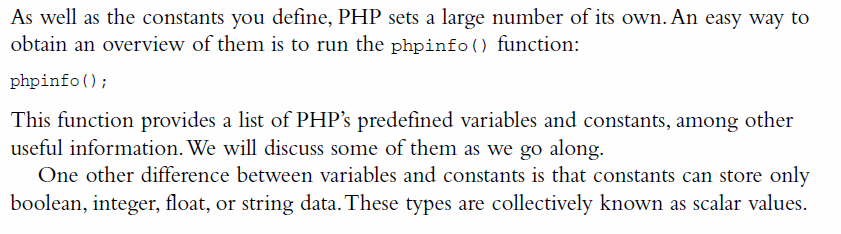 As well as the constants you define, PHP sets a large number of its own. An easy way to
obtain an overview of them is to run the phpinfo() function:
phpinfo();
This function provides a list of PHP’s predefined variables and constants, among other
useful information. We will discuss some of them as we go along.
One other difference between variables and constants is that constants can store only
boolean, integer, float, or string data. These types are collectively known as scalar values.